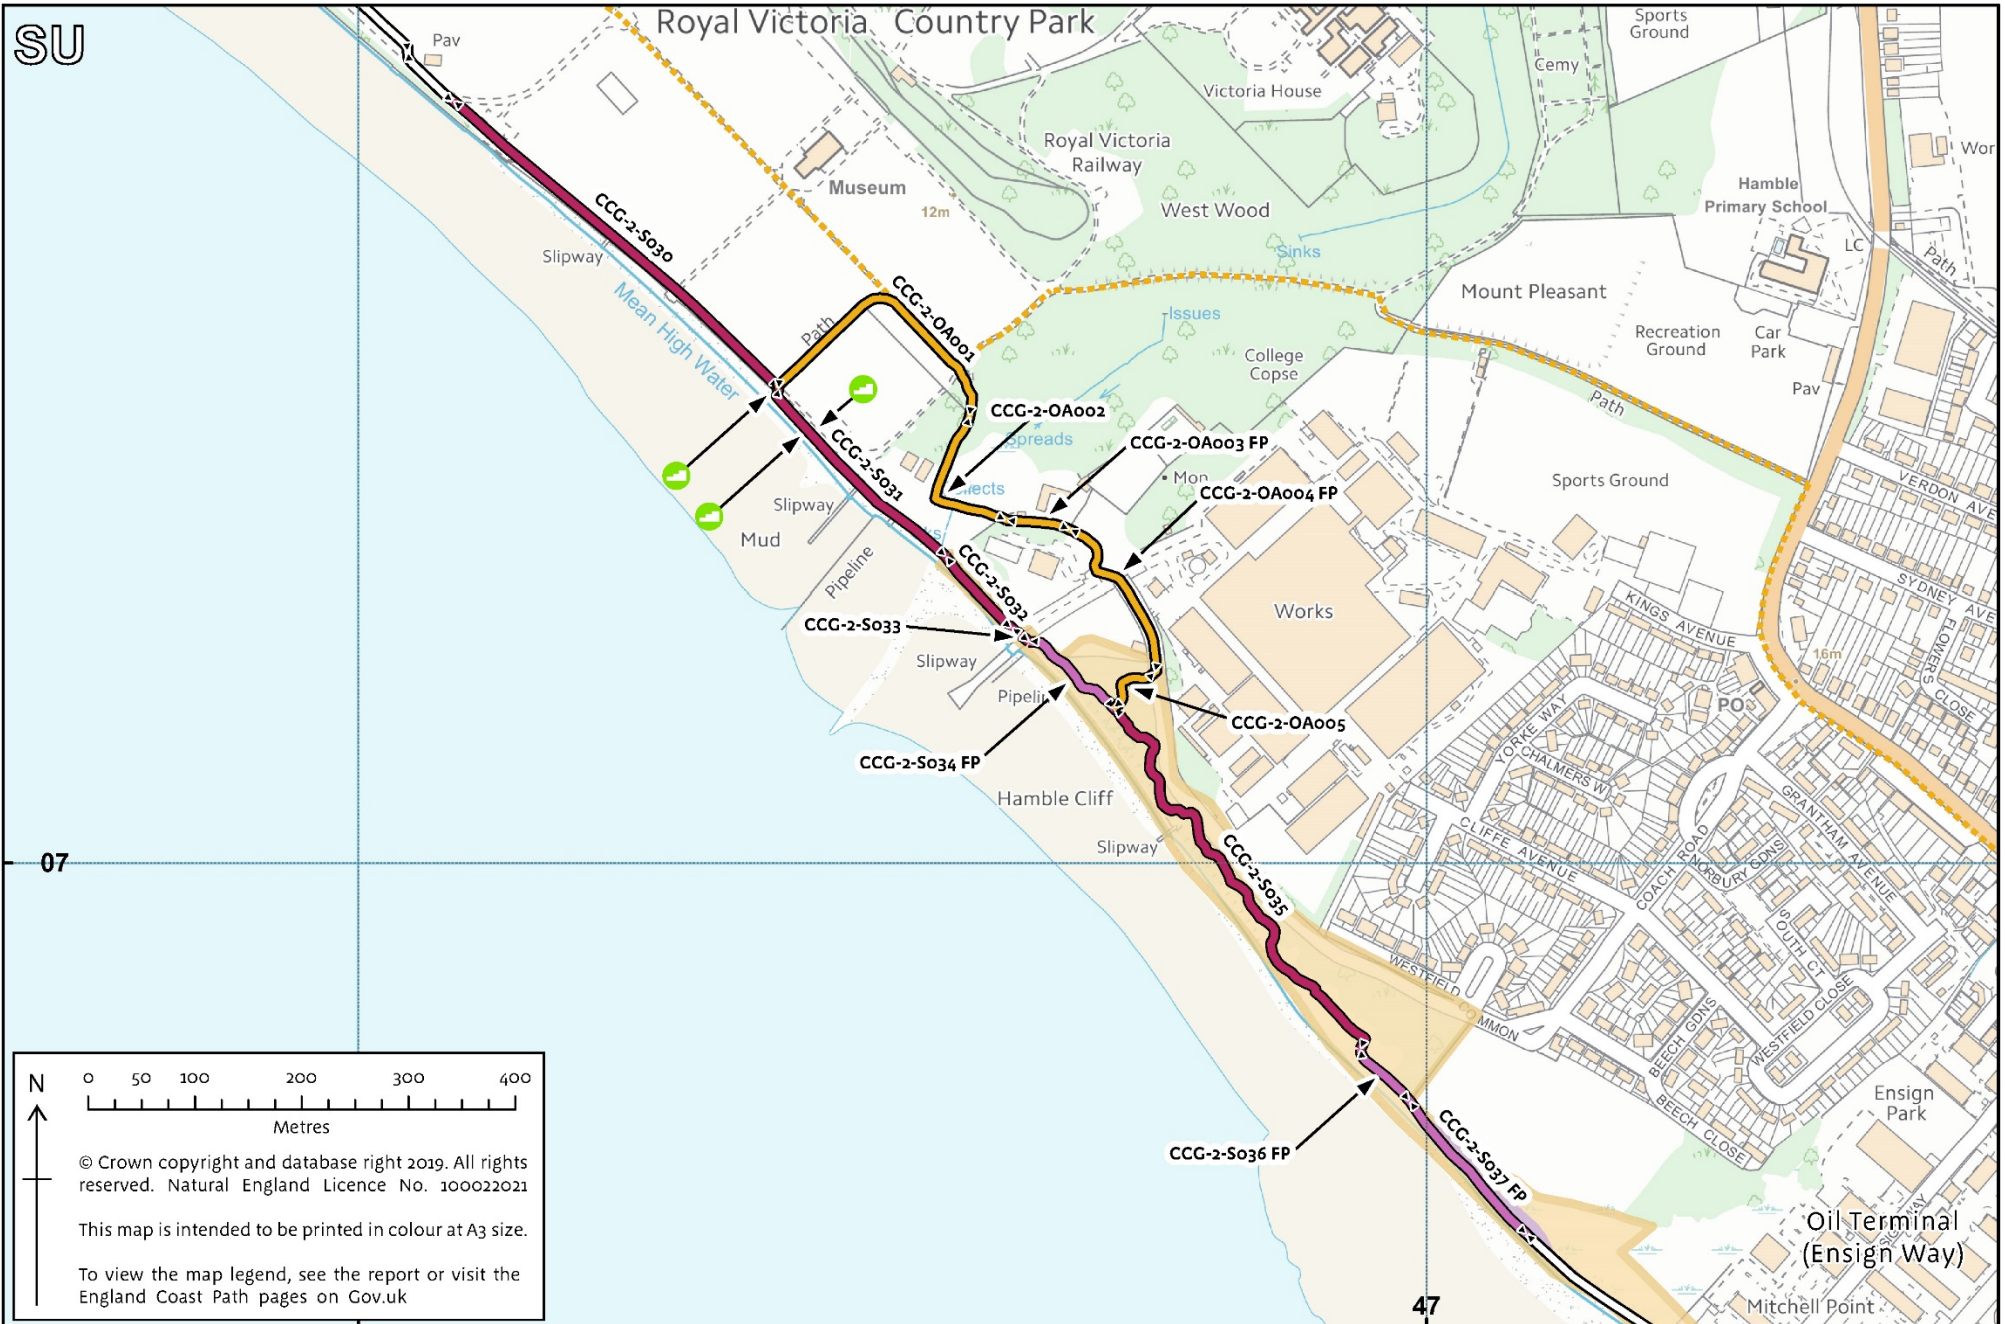 SU
Royal Victoria Country Park
Pav
Sports
Ground
Cemy
Victoria House
Wor
Royal Victoria
Railway
Museum
12m
West Wood
Hamble
Primary School
LC
Path
CCG-2-S030
Slipway
Sinks
Mean High Water
Path
CCG-2-OA001
Issues
Mount Pleasant
Recreation
Ground
Car
Park
Pav
College
Copse
Path
CCG-2-OA002
Spreads
CCG-2-OA003 FP
CCG-2-S031
Mon
CCG-2-OA004 FP
Sports Ground
VERDON AVE
Slipway
Mud
Pipeline
CCG-2-S032
Works
SYDNEY AVE
KINGS AVENUE
FLOWERS
CLOSE
CCG-2-S033
Slipway
16m
CCG-2-OA005
PO
YORKE WAY
CHALMERS W
CCG-2-S034 FP
Hamble Cliff
Slipway
GRANTHAM AVENUE
CLIFFE AVENUE
COACH ROAD
NORBURY GDNS
07
CCG-2-S035
SOUTH CT
WESTFIELD COMMON
WESTFIELD CLOSE
BEECH GDNS
BEECH CLOSE
Ensign
Park
CCG-2-S036 FP
CCG-2-S037 FP
Oil Terminal
(Ensign Way)
Mitchell Point
47
N
0 50 100 200 300 400
Metres
© Crown copyright and database right 2019. All rights
reserved. Natural England Licence No. 100022021
This map is intended to be printed in colour at A3 size.
To view the map legend, see the report or visit the
England Coast Path pages on Gov.uk